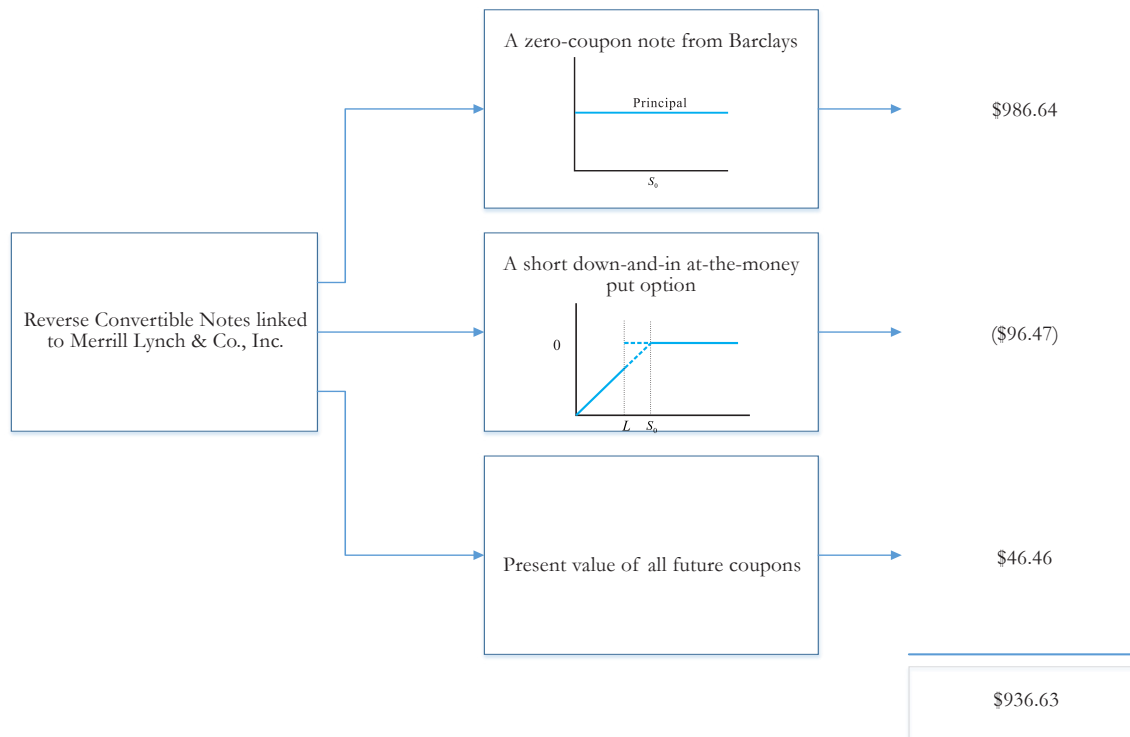 A zero-coupon note from Barclays
Principal
S₀
$986.64
Reverse Convertible Notes linked
to Merrill Lynch & Co., Inc.
A short down-and-in at-the-money
put option
0
L S₀
($96.47)
Present value of all future coupons
$46.46
$936.63